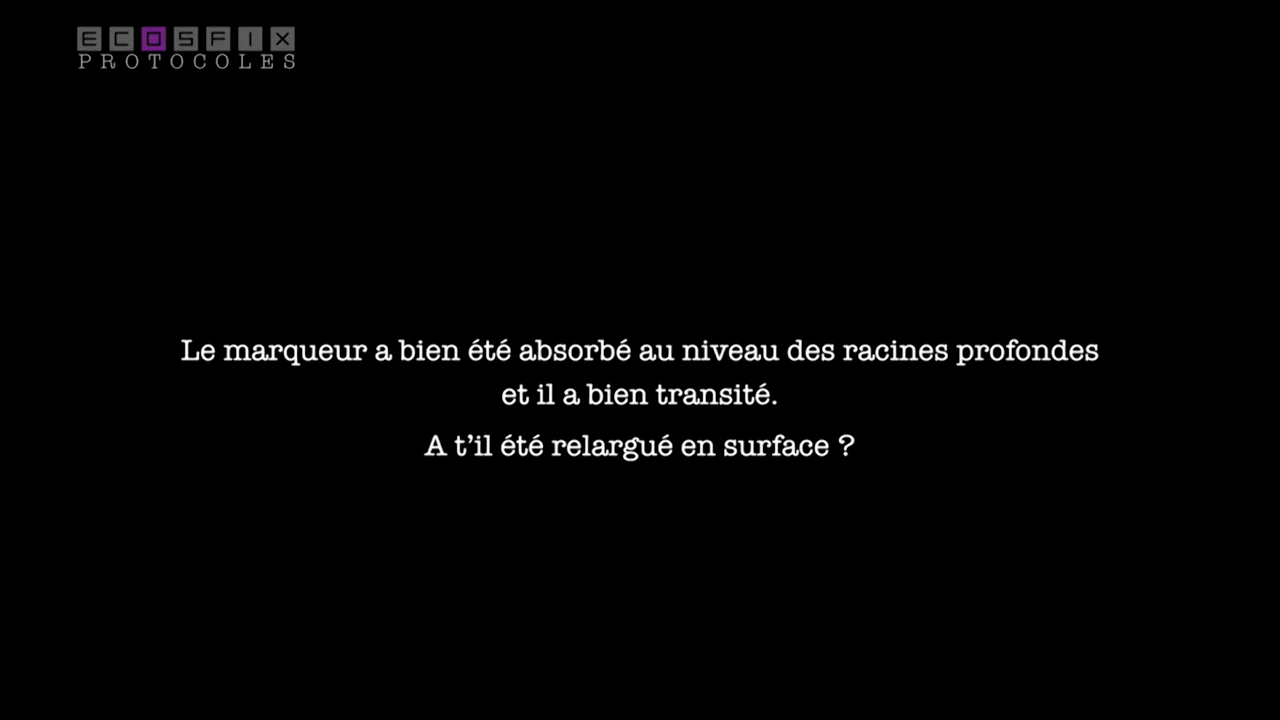 ECOSFIX
PROTOCOLES
Le marqueur a bien été absorbé au niveau des racines profondes
et il a bien transité.
A t’il été relargué en surface ?